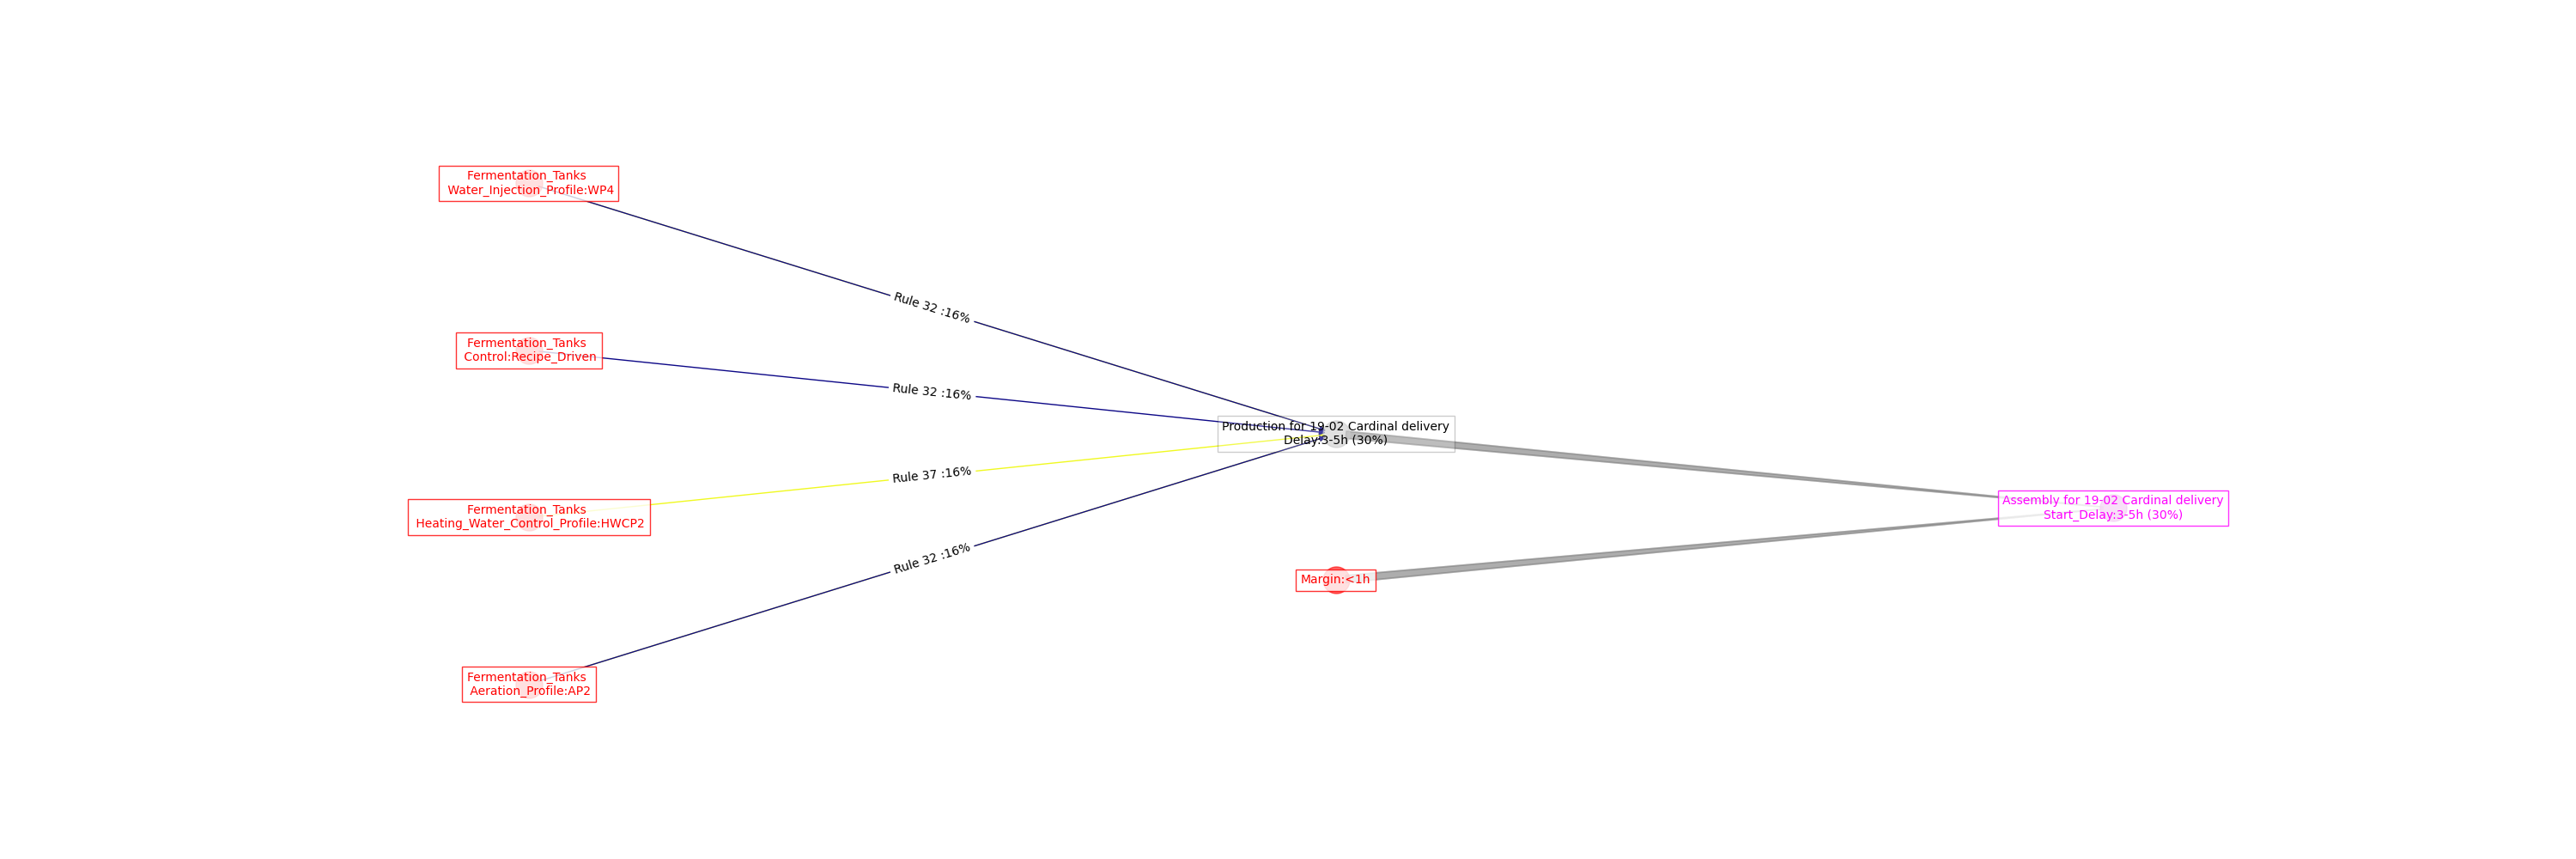 Fermentation_Tanks
Water_Injection_Profile:WP4
Rule 32 :16%
Fermentation_Tanks
Control:Recipe_Driven
Rule 32 :16%
Production for 19-02 Cardinal delivery
Delay:3-5h (30%)
Rule 37 :16%
Fermentation_Tanks
Heating_Water_Control_Profile:HWCP2
Assembly for 19-02 Cardinal delivery
Start_Delay:3-5h (30%)
Rule 32 :16%
Margin:<1h
Fermentation_Tanks
Aeration_Profile:AP2